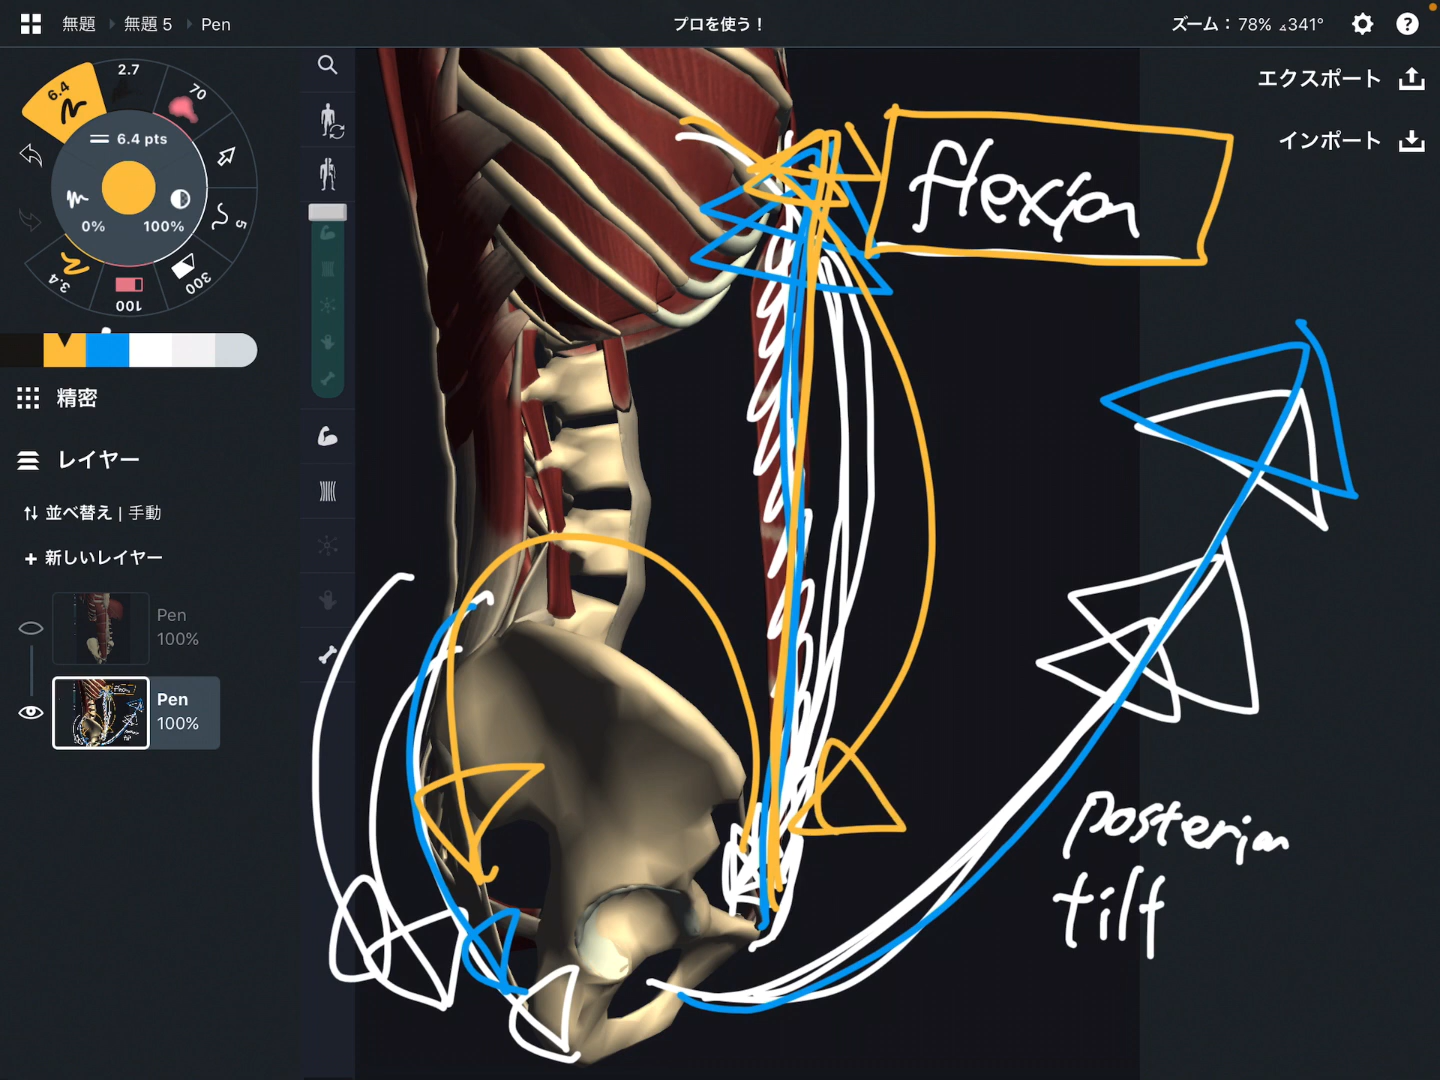 無題 無題 5 Pen
プロを使う！
ズーム： 78% ⦟341°
エクスポート
インポート
6.4
2.7
70
5
300
100
3.4
6.4 pts
0% 100%
精密
レイヤー
並べ替え | 手動
+ 新しいレイヤー
Pen
100%
Pen
100%
flexion
posterior
tilt